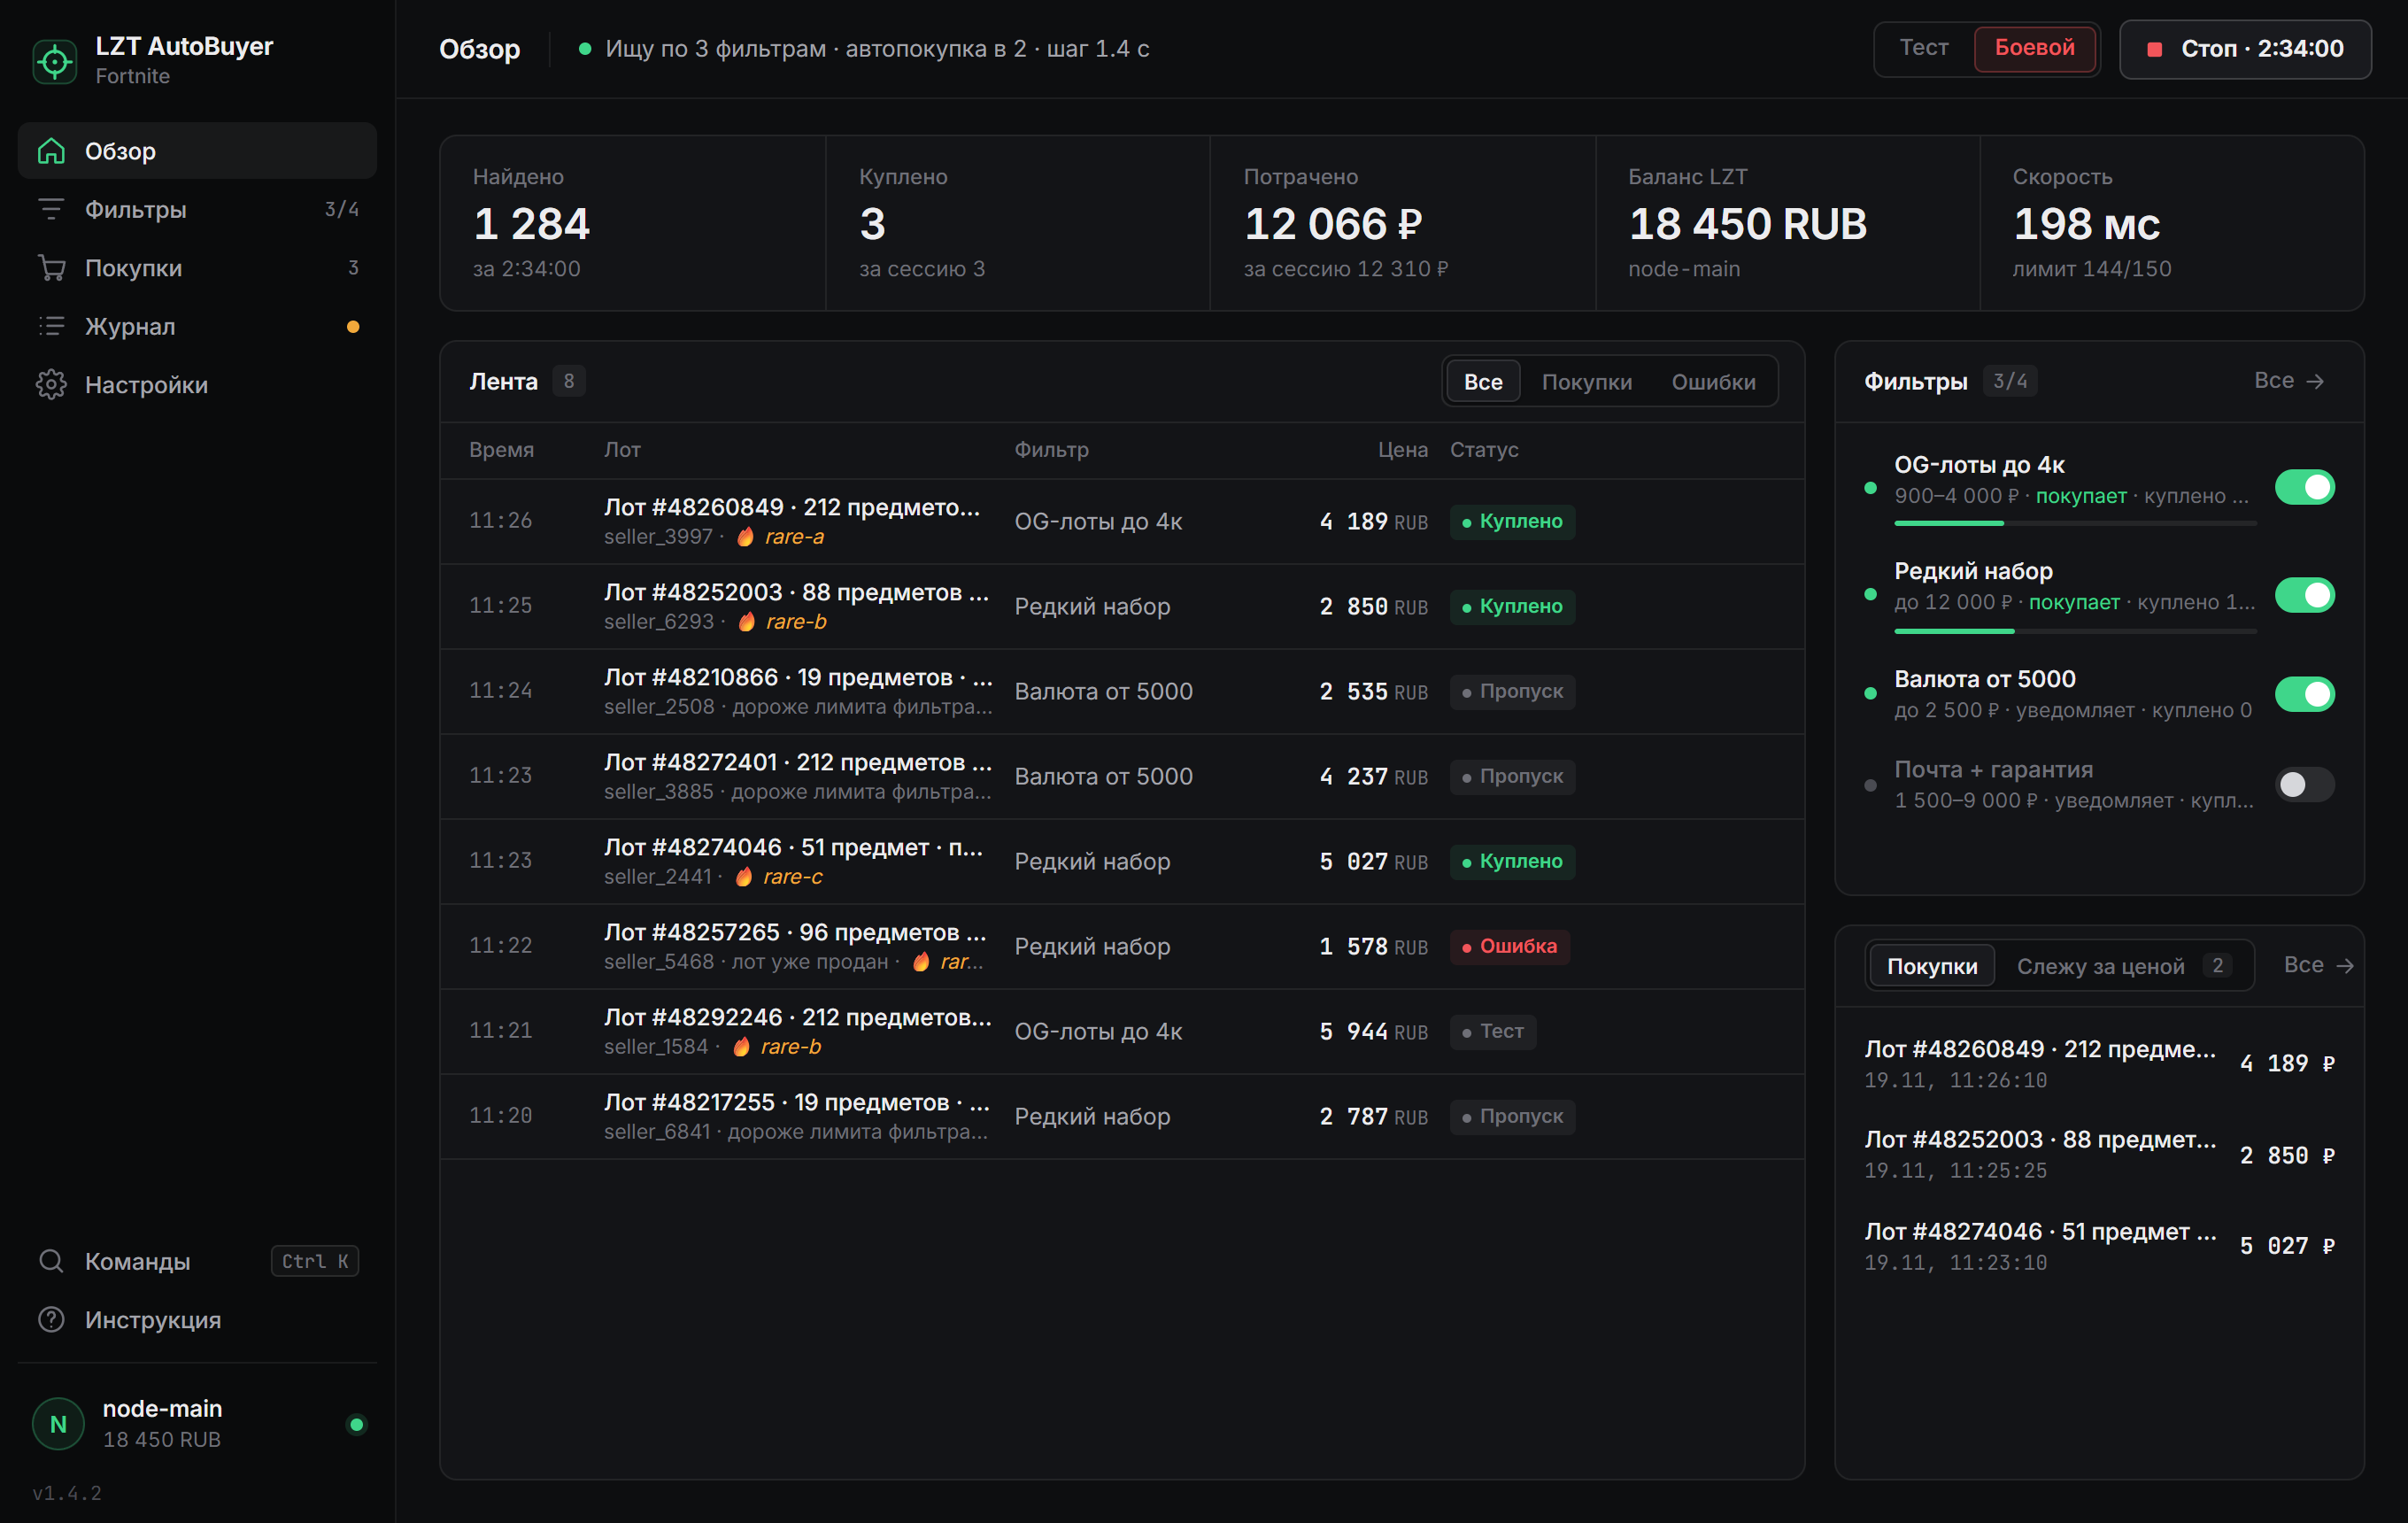 LZT AutoBuyer
Fortnite
Обзор
Фильтры 3/4
Покупки 3
Журнал
Настройки
Команды Ctrl K
Инструкция
N
node-main
18 450 RUB
v1.4.2
Обзор
Ищу по 3 фильтрам · автопокупка в 2 · шаг 1.4 с
Тест Боевой
Стоп · 2:34:00
Найдено
1 284
за 2:34:00
Куплено
3
за сессию 3
Потрачено
12 066 ₽
за сессию 12 310 ₽
Баланс LZT
18 450 RUB
node-main
Скорость
198 мс
лимит 144/150
Лента 8
Все Покупки Ошибки
Время Лот Фильтр Цена Статус
11:26 Лот #48260849 · 212 предмето... OG-лоты до 4к 4 189 RUB Куплено
seller_3997 · 🔥 rare-a
11:25 Лот #48252003 · 88 предметов ... Редкий набор 2 850 RUB Куплено
seller_6293 · 🔥 rare-b
11:24 Лот #48210866 · 19 предметов · ... Валюта от 5000 2 535 RUB Пропуск
seller_2508 · дороже лимита фильтра...
11:23 Лот #48272401 · 212 предметов ... Валюта от 5000 4 237 RUB Пропуск
seller_3885 · дороже лимита фильтра...
11:23 Лот #48274046 · 51 предмет · п... Редкий набор 5 027 RUB Куплено
seller_2441 · 🔥 rare-c
11:22 Лот #48257265 · 96 предметов ... Редкий набор 1 578 RUB Ошибка
seller_5468 · лот уже продан · 🔥 rar...
11:21 Лот #48292246 · 212 предметов... OG-лоты до 4к 5 944 RUB Тест
seller_1584 · 🔥 rare-b
11:20 Лот #48217255 · 19 предметов · ... Редкий набор 2 787 RUB Пропуск
seller_6841 · дороже лимита фильтра...
Фильтры 3/4 Все →
OG-лоты до 4к
900–4 000 ₽ · покупает · куплено ...
Редкий набор
до 12 000 ₽ · покупает · куплено 1...
Валюта от 5000
до 2 500 ₽ · уведомляет · куплено 0
Почта + гарантия
1 500–9 000 ₽ · уведомляет · купл...
Покупки Слежу за ценой 2 Все →
Лот #48260849 · 212 предме... 4 189 ₽
19.11, 11:26:10
Лот #48252003 · 88 предмет... 2 850 ₽
19.11, 11:25:25
Лот #48274046 · 51 предмет ... 5 027 ₽
19.11, 11:23:10